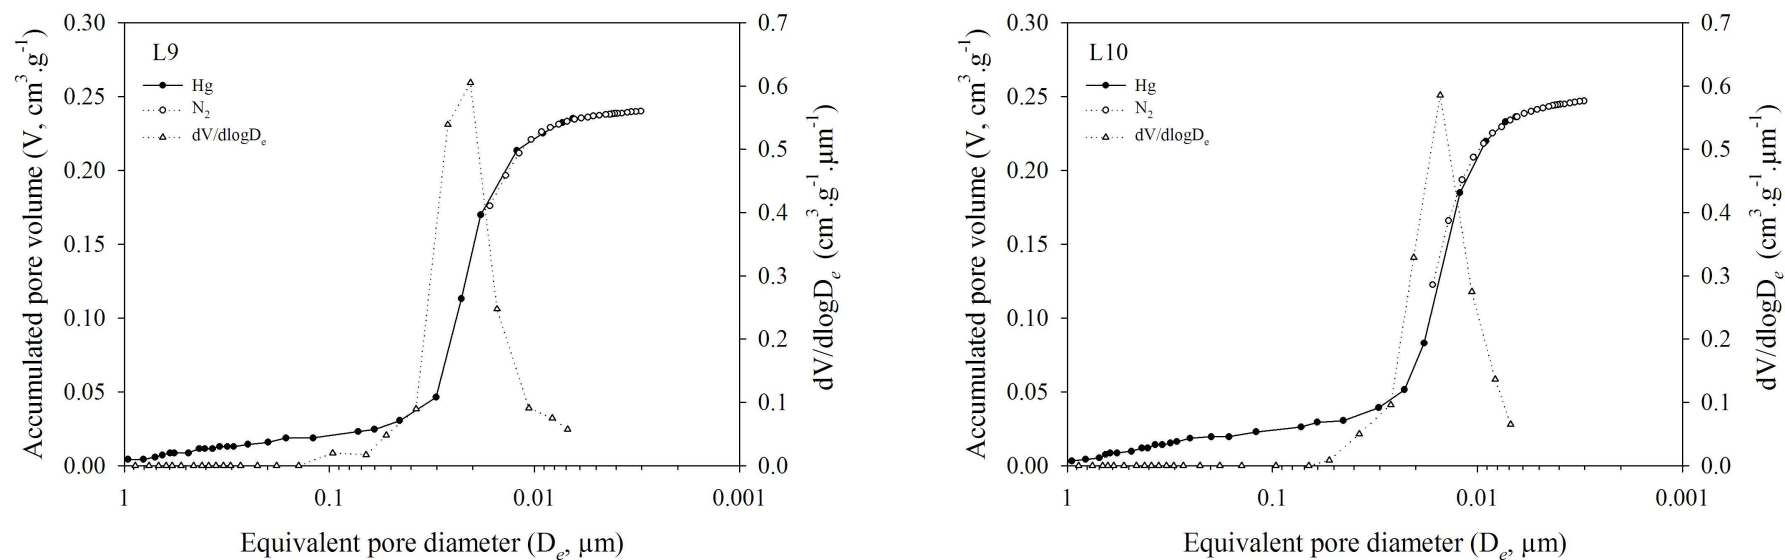 L9
Hg
N2
dV/dlogDe
Accumulated pore volume (V, cm3.g-1)
0.30
0.25
0.20
0.15
0.10
0.05
0.00
0.7
0.6
0.5
0.4
0.3
0.2
0.1
0.0
dV/dlogDe (cm3.g-1.µm-1)
1
0.1
0.01
0.001
Equivalent pore diameter (De, µm)
L10
Hg
N2
dV/dlogDe
Accumulated pore volume (V, cm3.g-1)
0.30
0.25
0.20
0.15
0.10
0.05
0.00
0.7
0.6
0.5
0.4
0.3
0.2
0.1
0.0
dV/dlogDe (cm3.g-1.µm-1)
1
0.1
0.01
0.001
Equivalent pore diameter (De, µm)